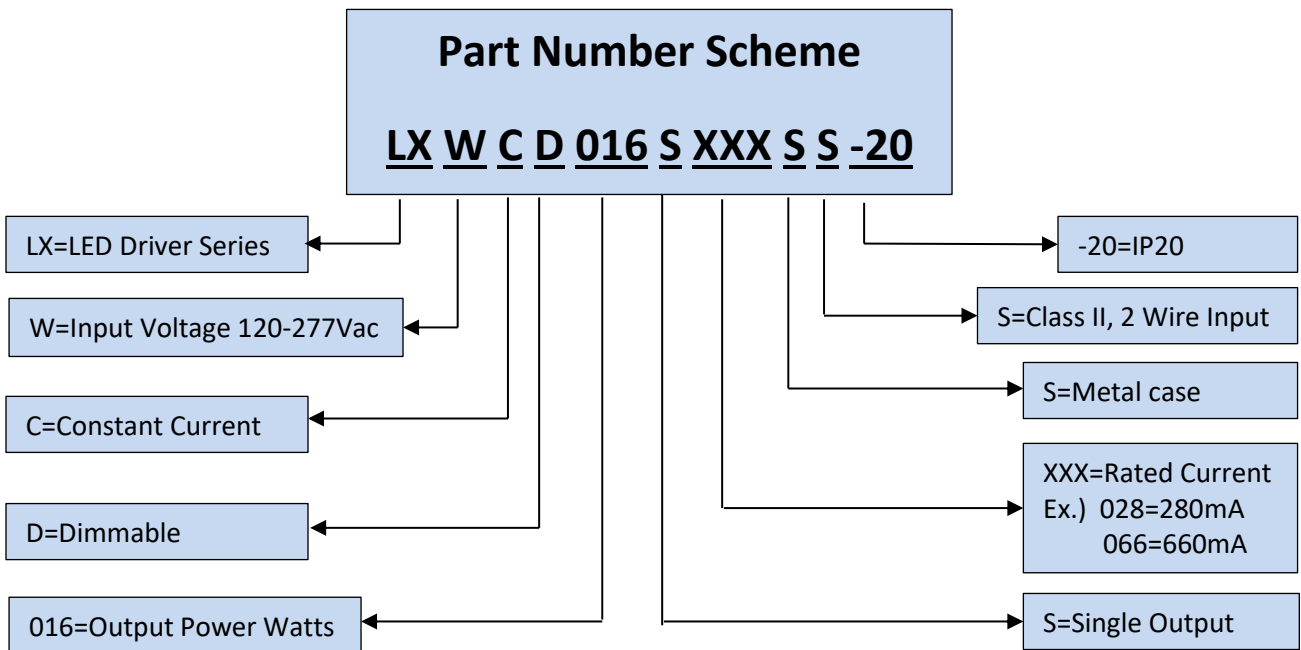 Part Number Scheme
LX W C D 016 S XXX S S -20
LX=LED Driver Series
-20=IP20
W=Input Voltage 120-277Vac
S=Class II, 2 Wire Input
C=Constant Current
S=Metal case
D=Dimmable
XXX=Rated Current
Ex.) 028=280mA
066=660mA
016=Output Power Watts
S=Single Output